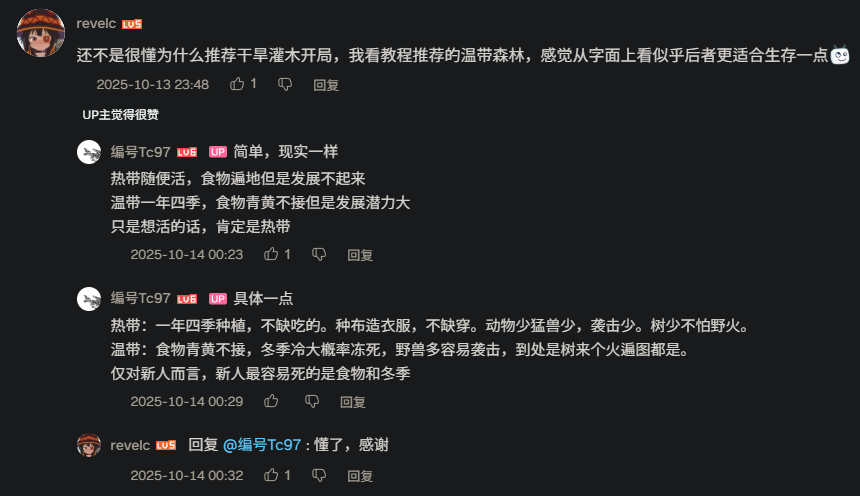 revelc LV5
还不是很懂为什么推荐干旱灌木开局，我看教程推荐的温带森林，感觉从字面上看似乎后者更适合生存一点
2025-10-13 23:48 1 回复
UP主觉得很赞
编号Tc97 LV6 UP 简单，现实一样
热带随便活，食物遍地但是发展不起来
温带一年四季，食物青黄不接但是发展潜力大
只是想活的话，肯定是热带
2025-10-14 00:23 1 回复
编号Tc97 LV6 UP 具体一点
热带：一年四季种植，不缺吃的。种布造衣服，不缺穿。动物少猛兽少，袭击少。树少不怕野火。
温带：食物青黄不接，冬季冷大概率冻死，野兽多容易袭击，到处是树来个火遍图都是。
仅对新人而言，新人最容易死的是食物和冬季
2025-10-14 00:29 回复
revelc LV5 回复 @编号Tc97 : 懂了，感谢
2025-10-14 00:32 1 回复